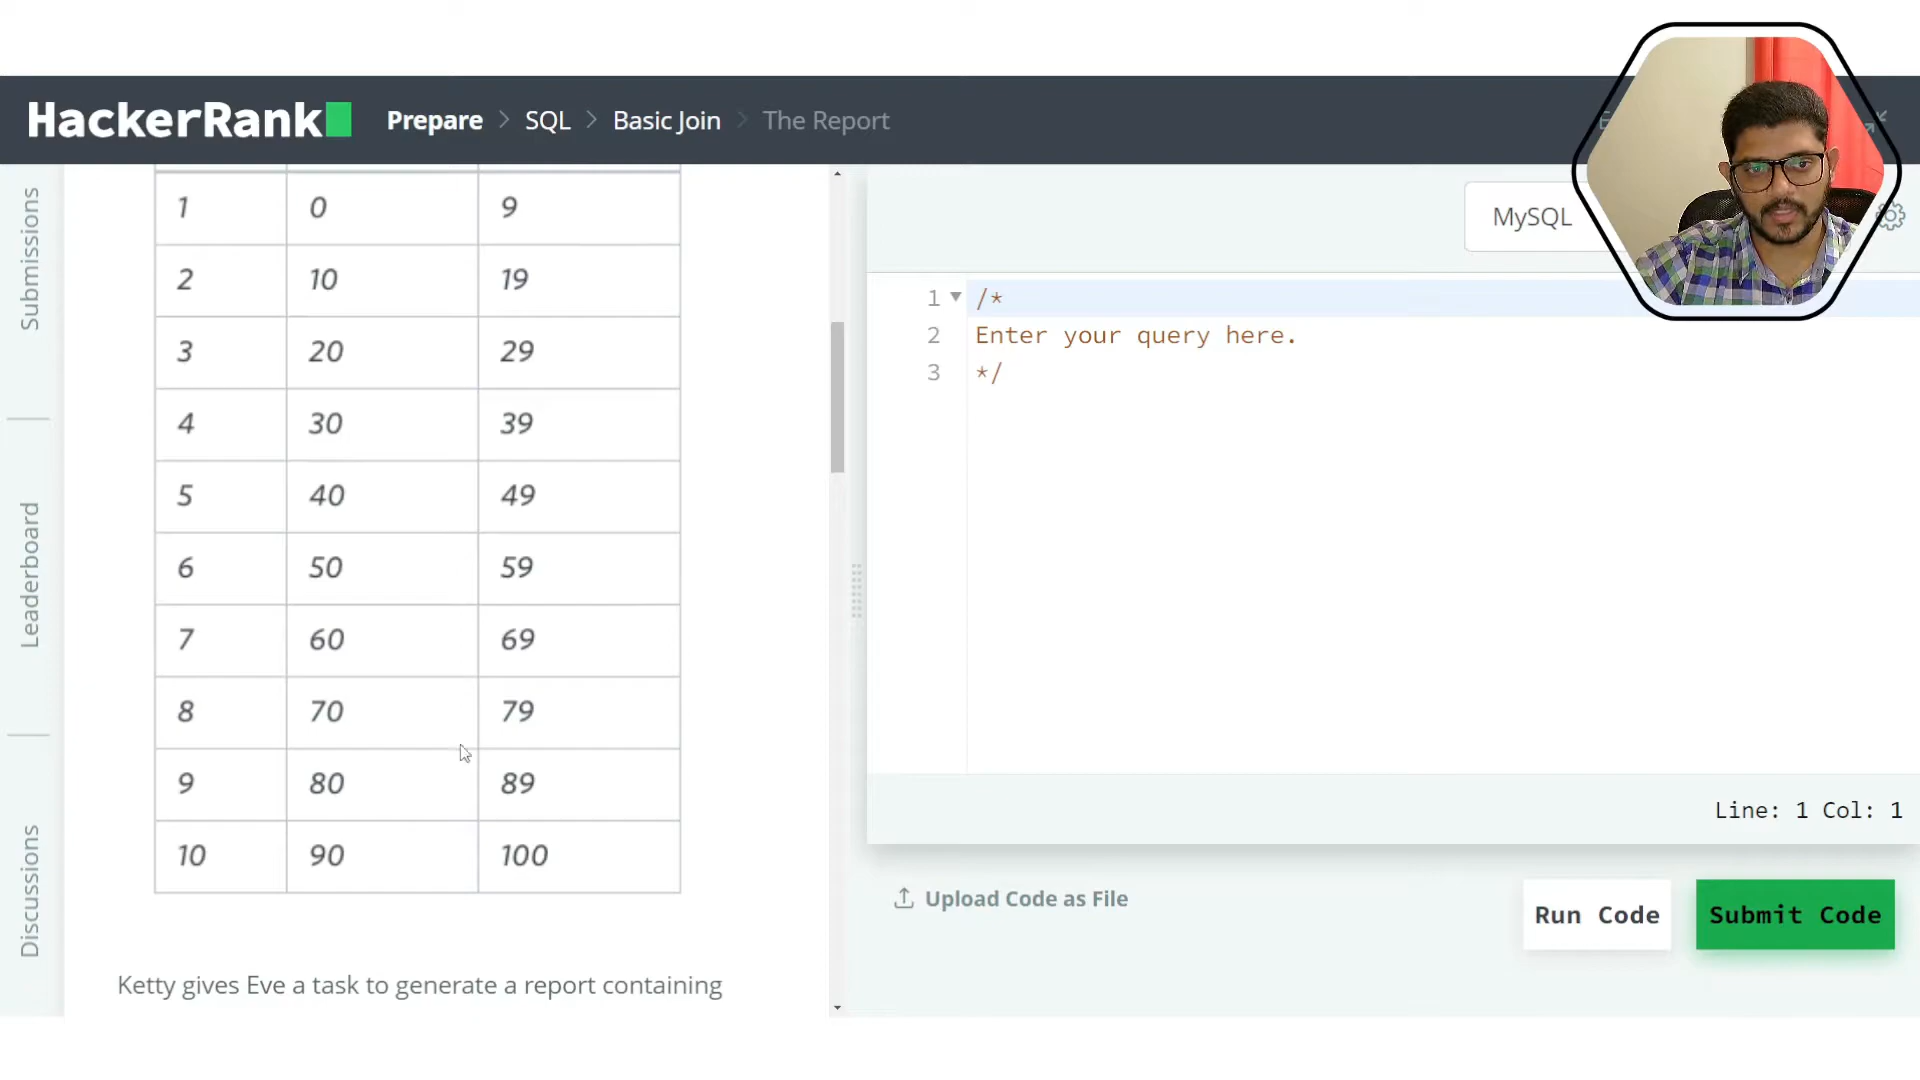 HackerRank
Prepare > SQL > Basic Join > The Report
Submissions
Leaderboard
Discussions
1 0 9
2 10 19
3 20 29
4 30 39
5 40 49
6 50 59
7 60 69
8 70 79
9 80 89
10 90 100
Ketty gives Eve a task to generate a report containing
MySQL
1 /*
2 Enter your query here.
3 */
Line: 1 Col: 1
Upload Code as File
Run Code
Submit Code